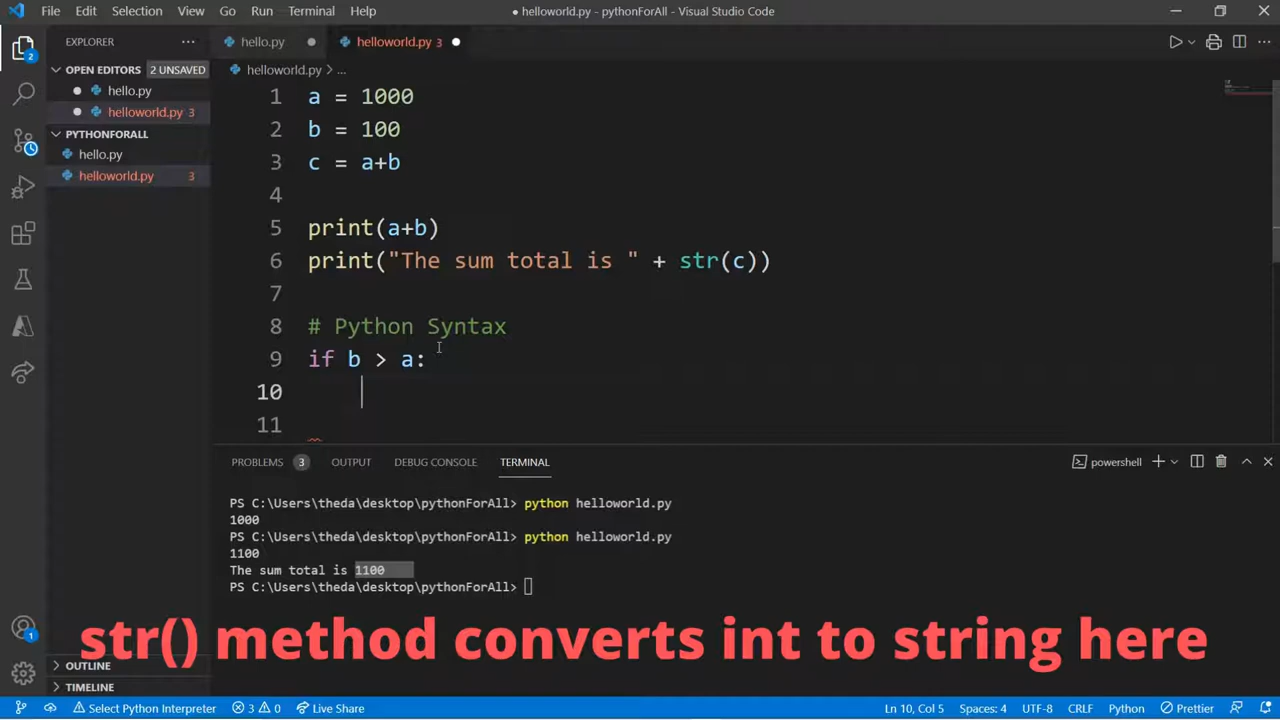 File Edit Selection View Go Run Terminal Help ● helloworld.py - pythonForAll - Visual Studio Code
EXPLORER ··· hello.py ● helloworld.py 3 ●
OPEN EDITORS 2 UNSAVED
helloworld.py > ...
● hello.py
● helloworld.py 3
PYTHONFORALL
hello.py
helloworld.py 3
1 a = 1000
2 b = 100
3 c = a+b
4
5 print(a+b)
6 print("The sum total is " + str(c))
7
8 # Python Syntax
9 if b > a:
10
11
PROBLEMS 3 OUTPUT DEBUG CONSOLE TERMINAL powershell
PS C:\Users\theda\desktop\pythonForAll> python helloworld.py
1000
PS C:\Users\theda\desktop\pythonForAll> python helloworld.py
1100
The sum total is 1100
PS C:\Users\theda\desktop\pythonForAll>
str() method converts int to string here
OUTLINE
TIMELINE
2
1
Select Python Interpreter 3 0 Live Share Ln 10, Col 5 Spaces: 4 UTF-8 CRLF Python Prettier